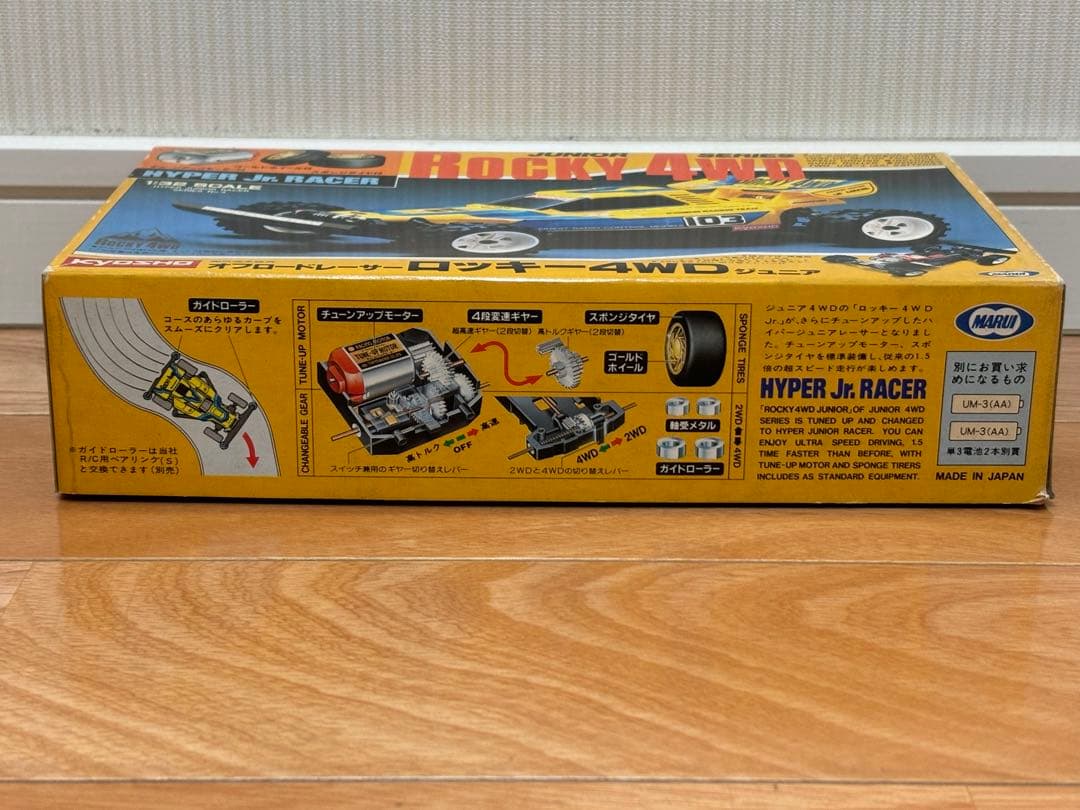 JUNIOR SERIES
ROCKY 4WD
HYPER Jr. RACER
1:32 SCALE
ROCKY 4WD
03
KYOSHO
KYOSHO
オフロードレーサー ロッキー4WD ジュニア
MARUI
ガイドローラー
コースのあらゆるカーブを
スムーズにクリアします。
※ガイドローラーは当社
R/C用ベアリング(S)
と交換できます(別売)
TUNE-UP MOTOR
CHANGEABLE GEAR
チューンアップモーター
TUNE-UP MOTOR
4段変速ギヤー
超高速ギヤー(2段切替)
高トルクギヤー(2段切替)
スポンジタイヤ
ゴールド
ホイール
高トルク
OFF
高速
スイッチ兼用のギヤー切り替えレバー
4WD
2WD
2WDと4WDの切り替えレバー
軸受メタル
ガイドローラー
SPONGE TIRES
2WD 4WD
ジュニア4WDの「ロッキー4WD
Jr.」が、さらにチューンアップしたハ
イパージュニアレーサーとなりまし
た。チューンアップモーター、スポ
ンジタイヤを標準装備し、従来の1.5
倍の超スピード走行が楽しめます。
HYPER Jr. RACER
「ROCKY4WD JUNIOR」OF JUNIOR 4WD
SERIES IS TUNED UP AND CHANGED
TO HYPER JUNIOR RACER. YOU CAN
ENJOY ULTRA SPEED DRIVING, 1.5
TIME FASTER THAN BEFORE, WITH
TUNE-UP MOTOR AND SPONGE TIRERS
INCLUDES AS STANDARD EQUIPMENT.
MARUI
別にお買い求
めになるもの
UM-3(AA)
UM-3(AA)
単3電池2本別買
MADE IN JAPAN